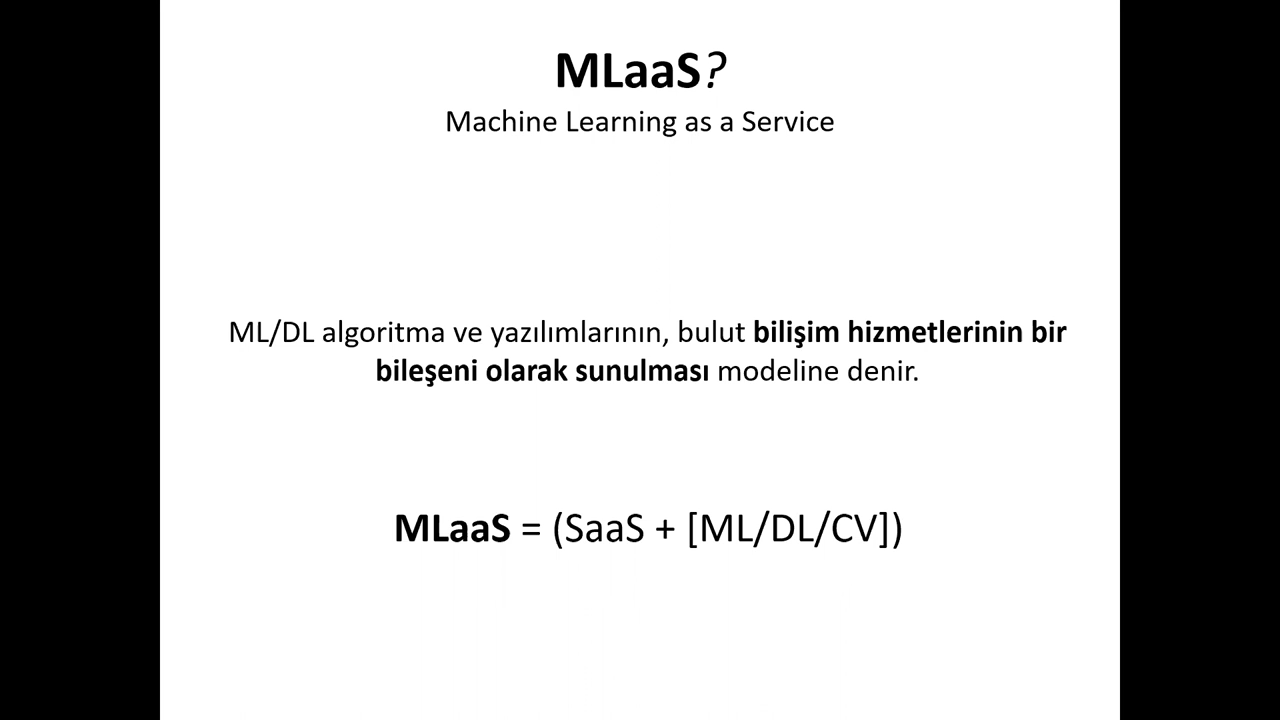 MLaaS?
Machine Learning as a Service
ML/DL algoritma ve yazılımlarının, bulut bilişim hizmetlerinin bir
bileşeni olarak sunulması modeline denir.
MLaaS = (SaaS + [ML/DL/CV])